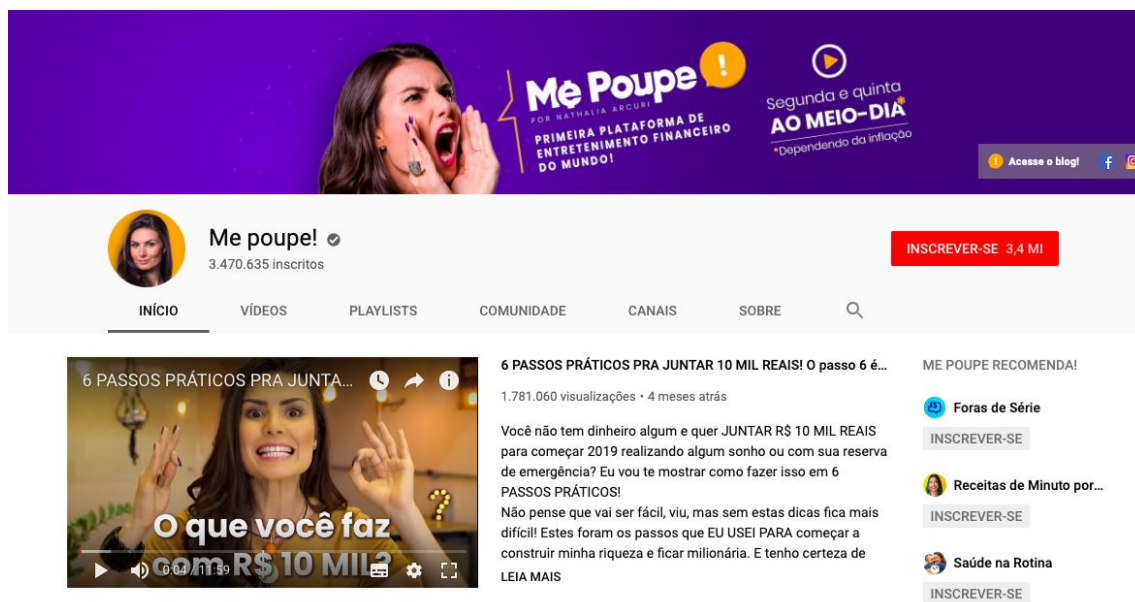 Me Poupe !
POR NATHALIA ARCURI
PRIMEIRA PLATAFORMA DE
ENTRETENIMENTO FINANCEIRO
DO MUNDO!
Segunda e quinta
AO MEIO-DIA*
*Dependendo da inflação
! Acesse o blog!
Me poupe!
3.470.635 inscritos
INSCREVER-SE 3,4 MI
INÍCIO VÍDEOS PLAYLISTS COMUNIDADE CANAIS SOBRE
6 PASSOS PRÁTICOS PRA JUNTA...
O que você faz
com R$ 10 MIL?
0:04 / 11:59
6 PASSOS PRÁTICOS PRA JUNTAR 10 MIL REAIS! O passo 6 é...
1.781.060 visualizações • 4 meses atrás
Você não tem dinheiro algum e quer JUNTAR R$ 10 MIL REAIS
para começar 2019 realizando algum sonho ou com sua reserva
de emergência? Eu vou te mostrar como fazer isso em 6
PASSOS PRÁTICOS!
Não pense que vai ser fácil, viu, mas sem estas dicas fica mais
difícil! Estes foram os passos que EU USEI PARA começar a
construir minha riqueza e ficar milionária. E tenho certeza de
LEIA MAIS
ME POUPE RECOMENDA!
Foras de Série
INSCREVER-SE
Receitas de Minuto por...
INSCREVER-SE
Saúde na Rotina
INSCREVER-SE